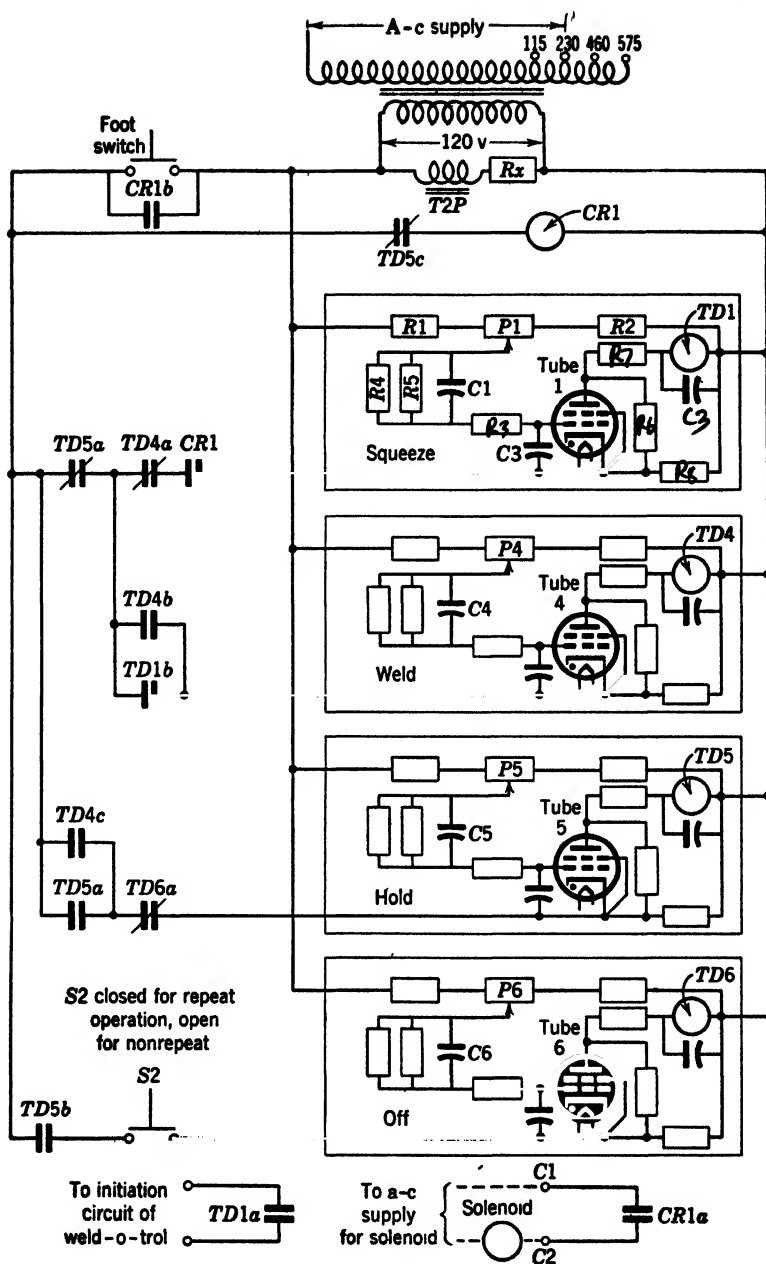 A-c supply
115 230 460 575
120 v
Foot
switch
CR1b
T2P
Rx
CR1
TD5c
R1
P1
R2
TD1
R4
R5
C1
Tube
1
R7
C2
R3
C3
R6
R8
Squeeze
TD5a
TD4a
CR1
TD4b
TD1b
P4
TD4
C4
Tube
4
Weld
P5
TD5
C5
Tube
5
Hold
TD4c
TD5a
TD6a
P6
TD6
C6
Tube
6
Off
S2 closed for repeat
operation, open
for nonrepeat
S2
TD5b
To initiation
circuit of
weld-o-trol
TD1a
To a-c
supply
for solenoid
Solenoid
C1
C2
CR1a